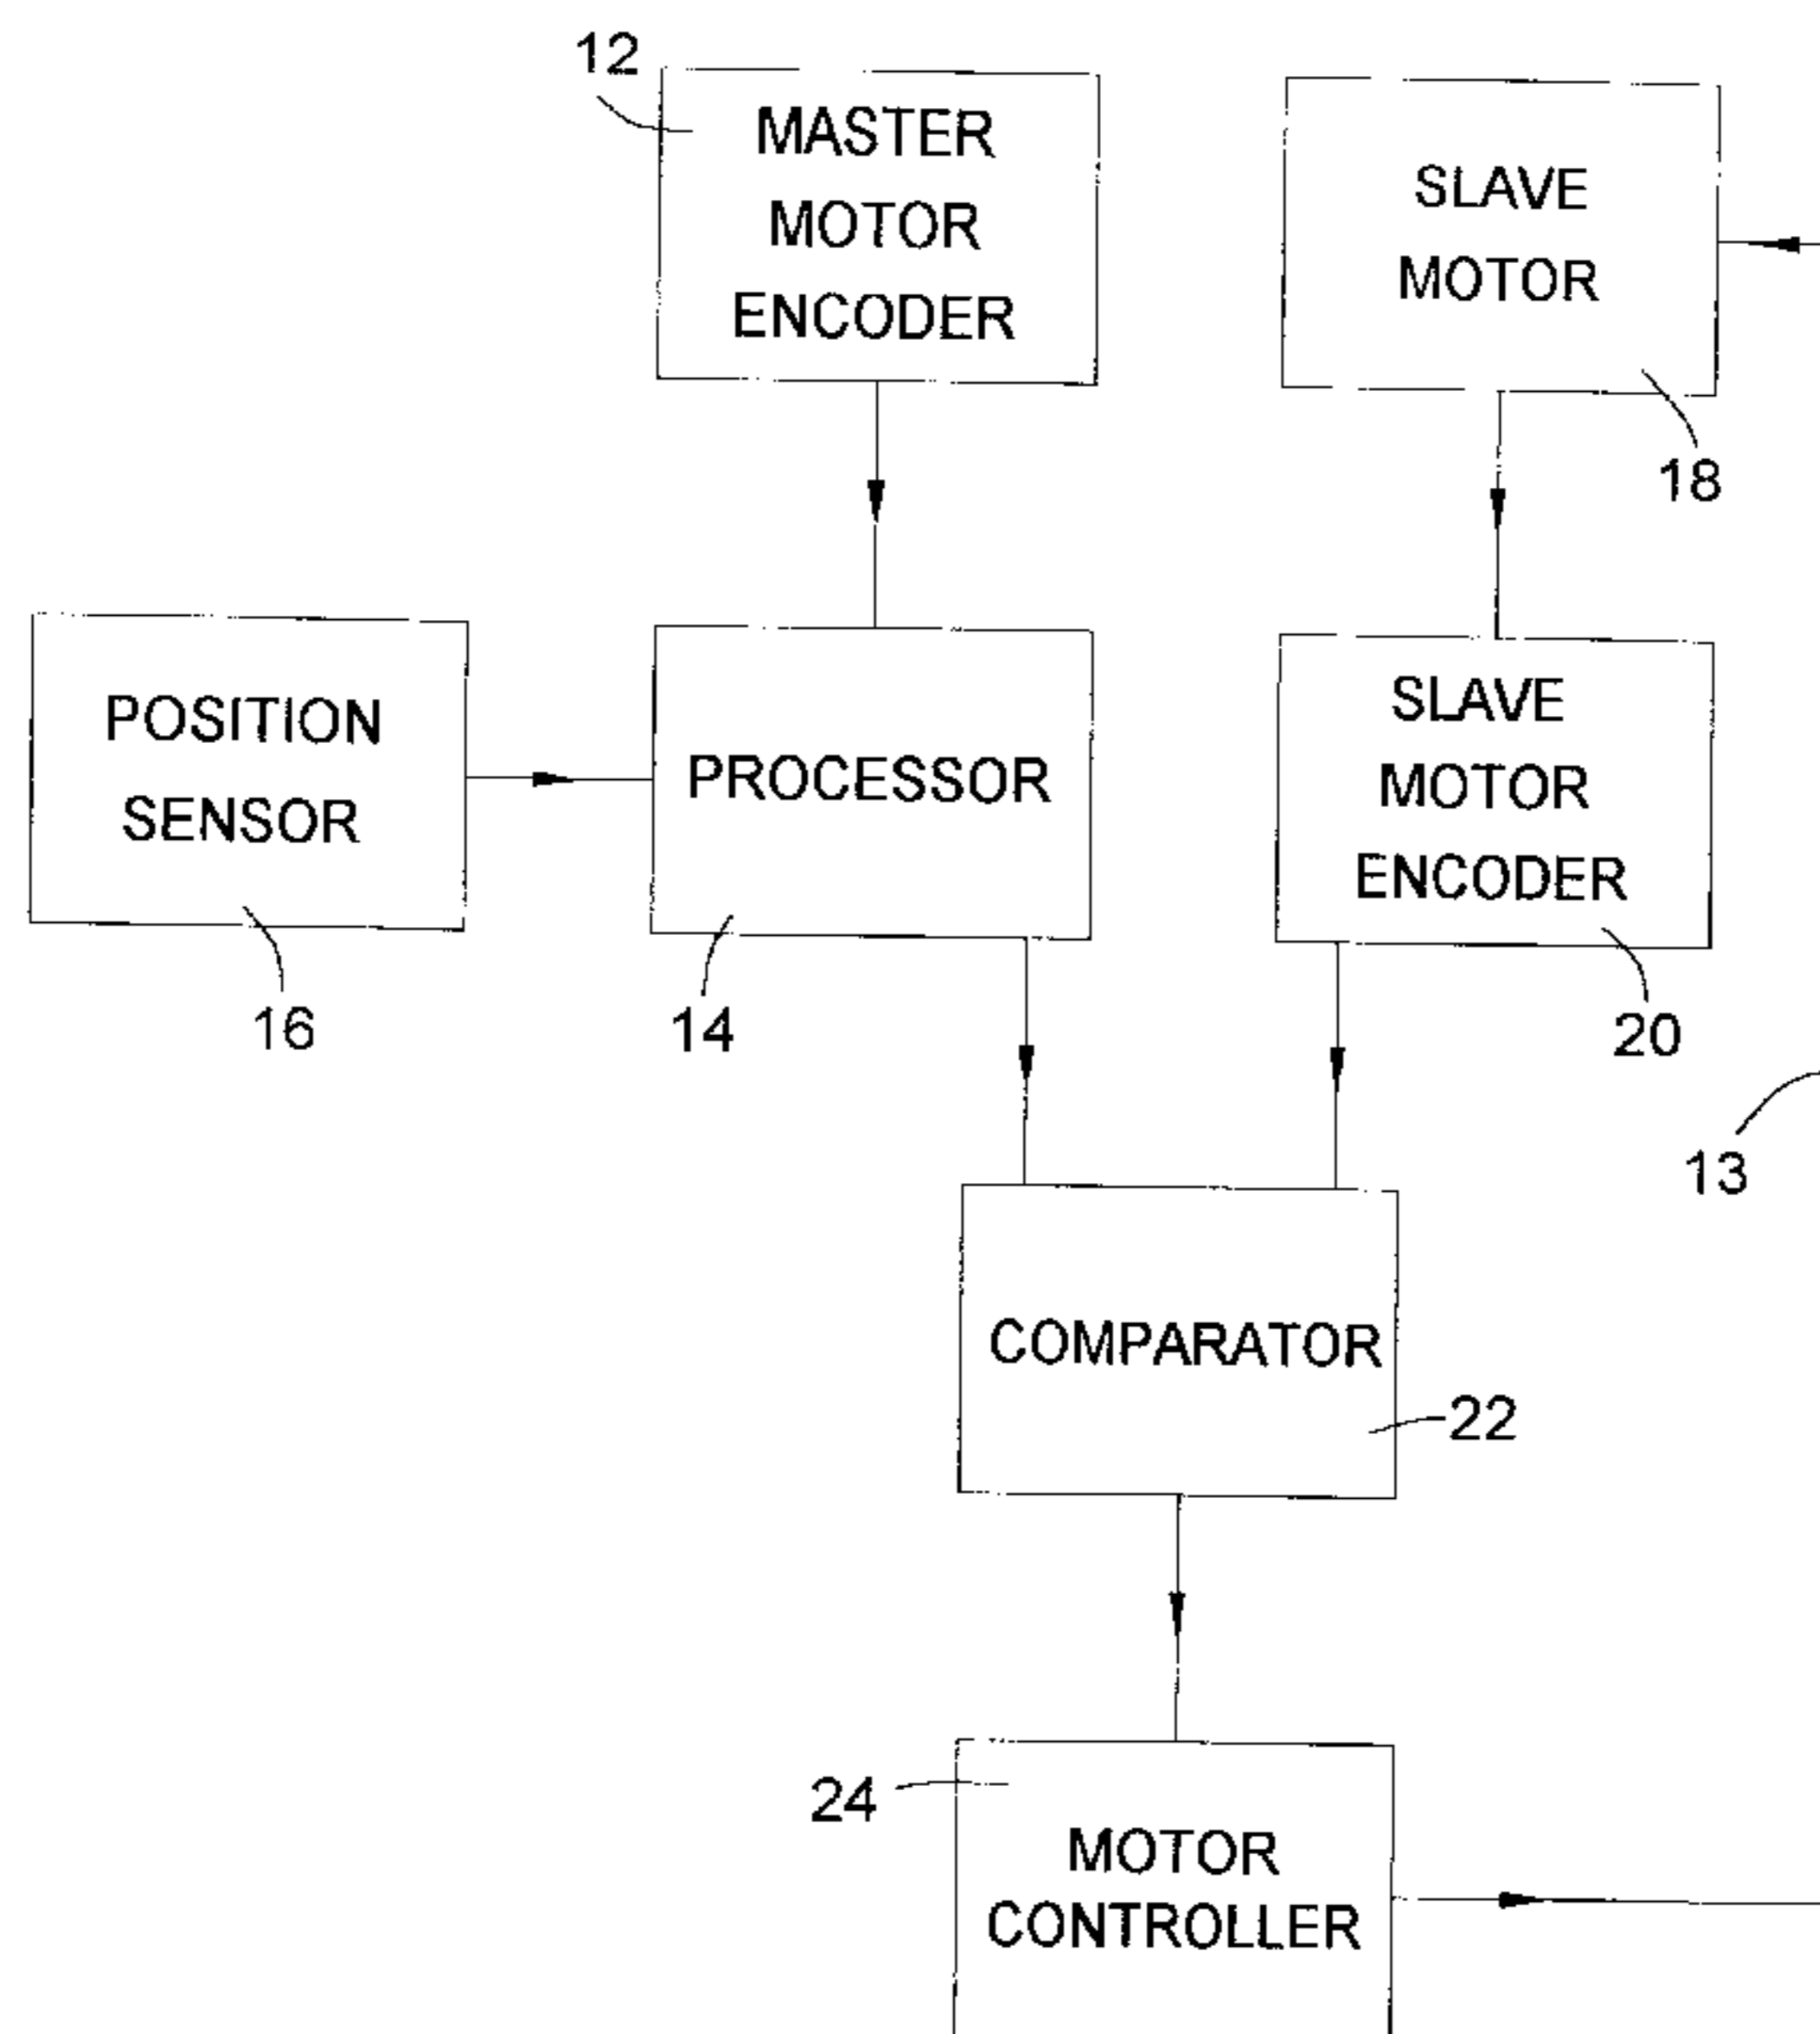 12
MASTER
MOTOR
ENCODER
SLAVE
MOTOR
18
POSITION
SENSOR
16
PROCESSOR
14
SLAVE
MOTOR
ENCODER
20
13
COMPARATOR
22
24
MOTOR
CONTROLLER